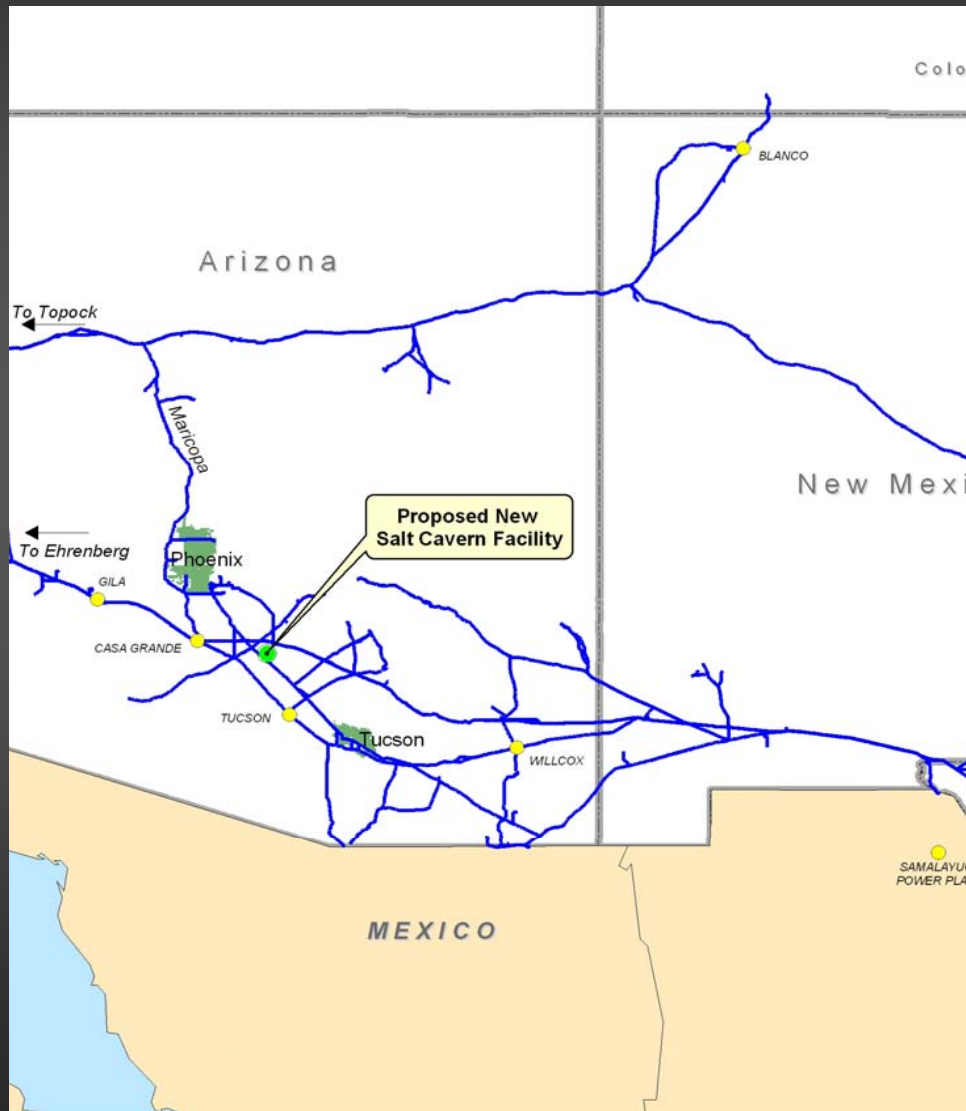 Colo
BLANCO
Arizona
To Topock
Maricopa
New Mexi
Proposed New
Salt Cavern Facility
To Ehrenberg
Phoenix
GILA
CASA GRANDE
TUCSON
Tucson
WILLCOX
SAMALAYU
POWER PLA
MEXICO